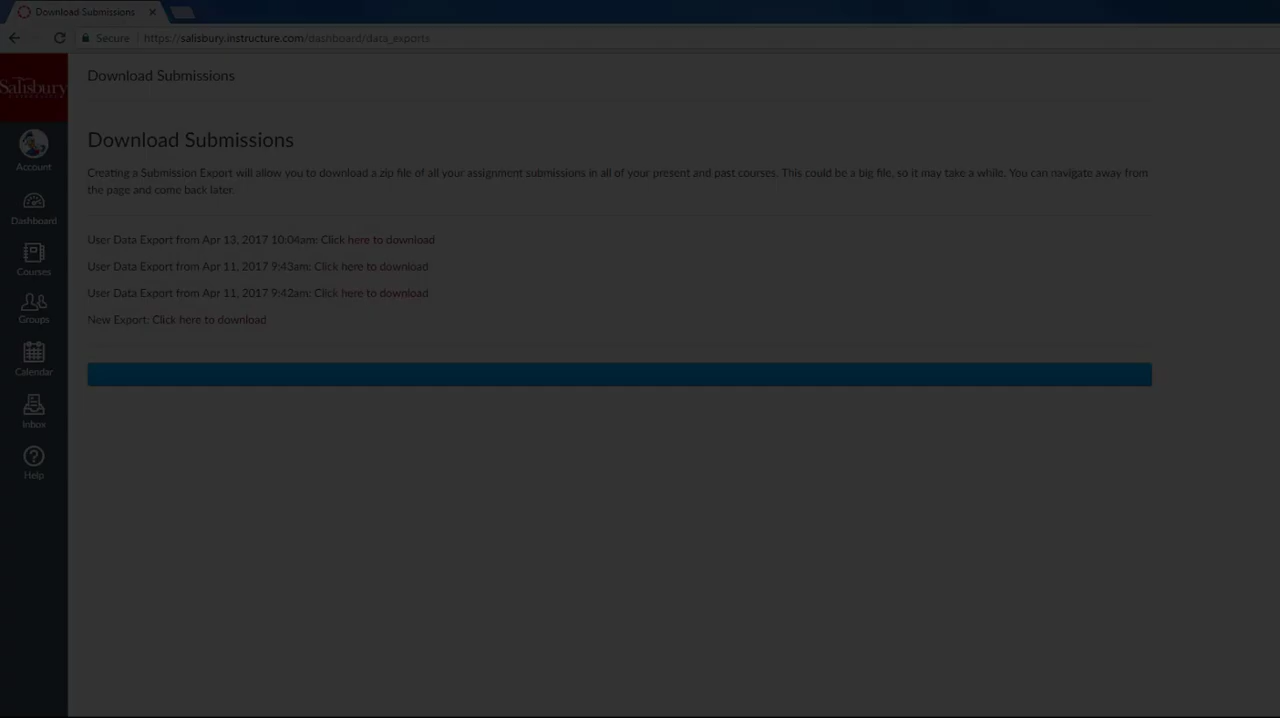 Download Submissions
Secure
https://salisbury.instructure.com/dashboard/data_exports
Salisbury
UNIVERSITY
Account
Dashboard
Courses
Groups
Calendar
Inbox
Help
Download Submissions
Download Submissions
Creating a Submission Export will allow you to download a zip file of all your assignment submissions in all of your present and past courses. This could be a big file, so it may take a while. You can navigate away from
the page and come back later.
User Data Export from Apr 13, 2017 10:04am: Click here to download
User Data Export from Apr 11, 2017 9:43am: Click here to download
User Data Export from Apr 11, 2017 9:42am: Click here to download
New Export: Click here to download